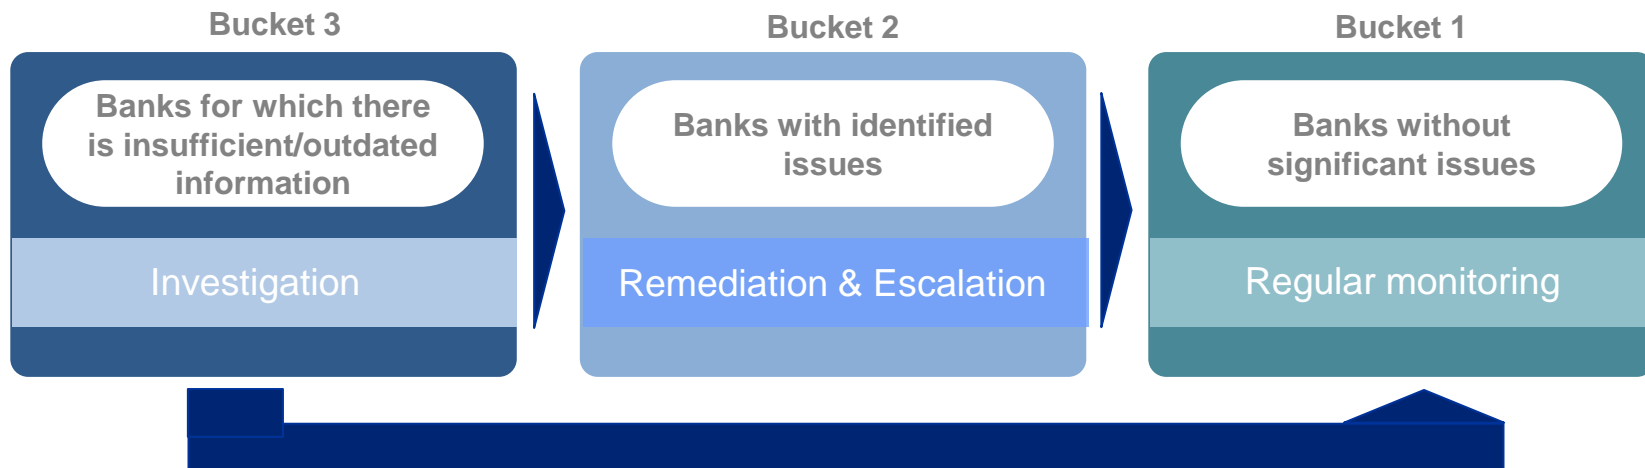 Bucket 3
Banks for which there
is insufficient/outdated
information
Investigation
Bucket 2
Banks with identified
issues
Remediation & Escalation
Bucket 1
Banks without
significant issues
Regular monitoring